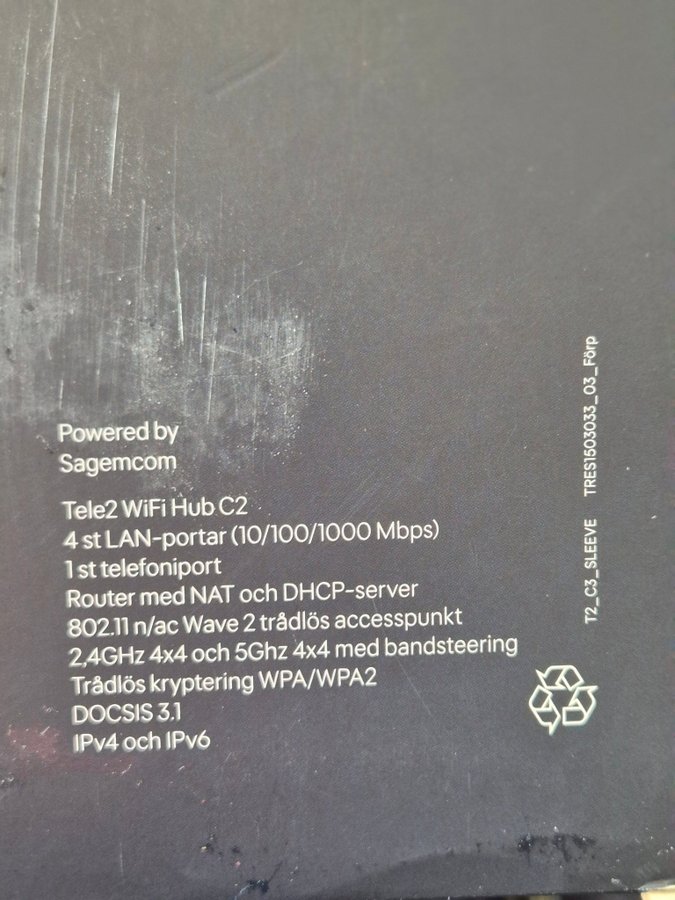 Powered by
Sagemcom
Tele2 WiFi Hub C2
4 st LAN-portar (10/100/1000 Mbps)
1 st telefoniport
Router med NAT och DHCP-server
802.11 n/ac Wave 2 trådlös accesspunkt
2,4GHz 4x4 och 5Ghz 4x4 med bandsteering
Trådlös kryptering WPA/WPA2
DOCSIS 3.1
IPv4 och IPv6
T2_C3_SLEEVE TRES1503033_03_Förp